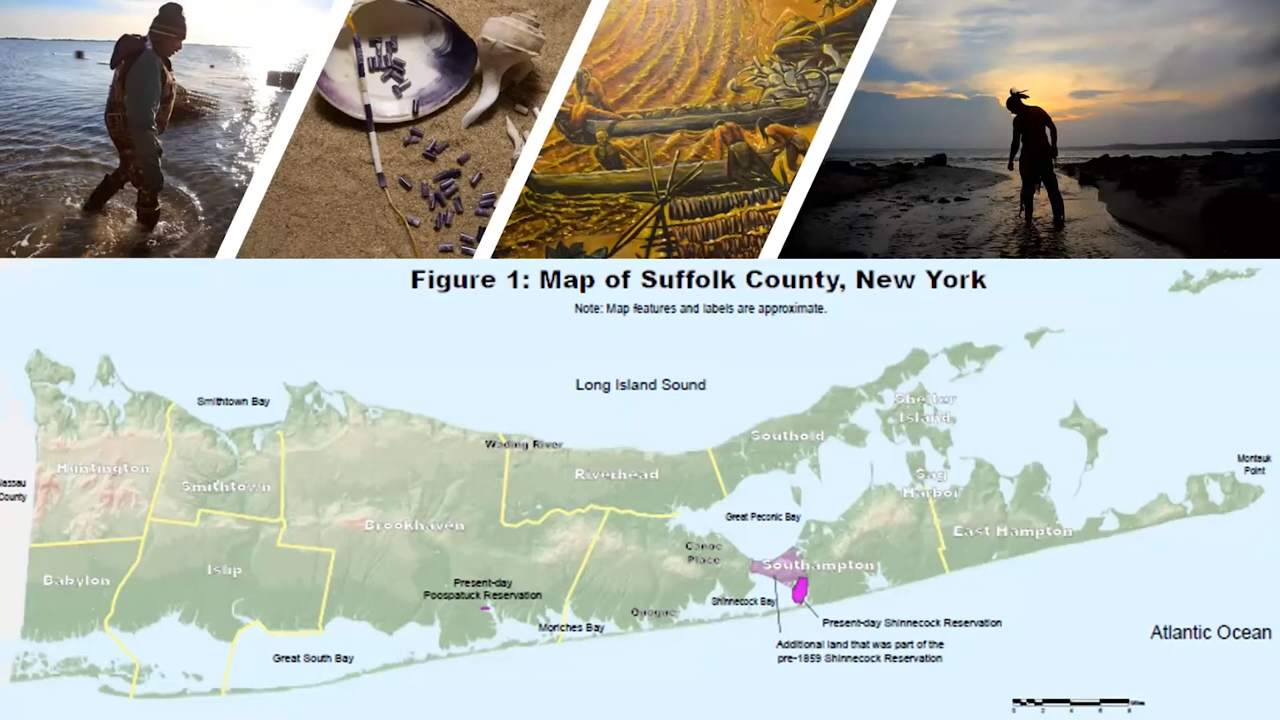 Figure 1: Map of Suffolk County, New York
Note: Map features and labels are approximate.
Long Island Sound
Smithtown Bay
Shelter
Island
Southold
Wading River
Riverhead
Huntington
Smithtown
Nassau
County
Sag
Harbor
Montauk
Point
Great Peconic Bay
Brookhaven
East Hampton
Canoe
Place
Southampton
Babylon
Islip
Present-day
Poospatuck Reservation
Shinnecock Bay
Quogue
Moriches Bay
Present-day Shinnecock Reservation
Additional land that was part of the
pre-1859 Shinnecock Reservation
Great South Bay
Atlantic Ocean